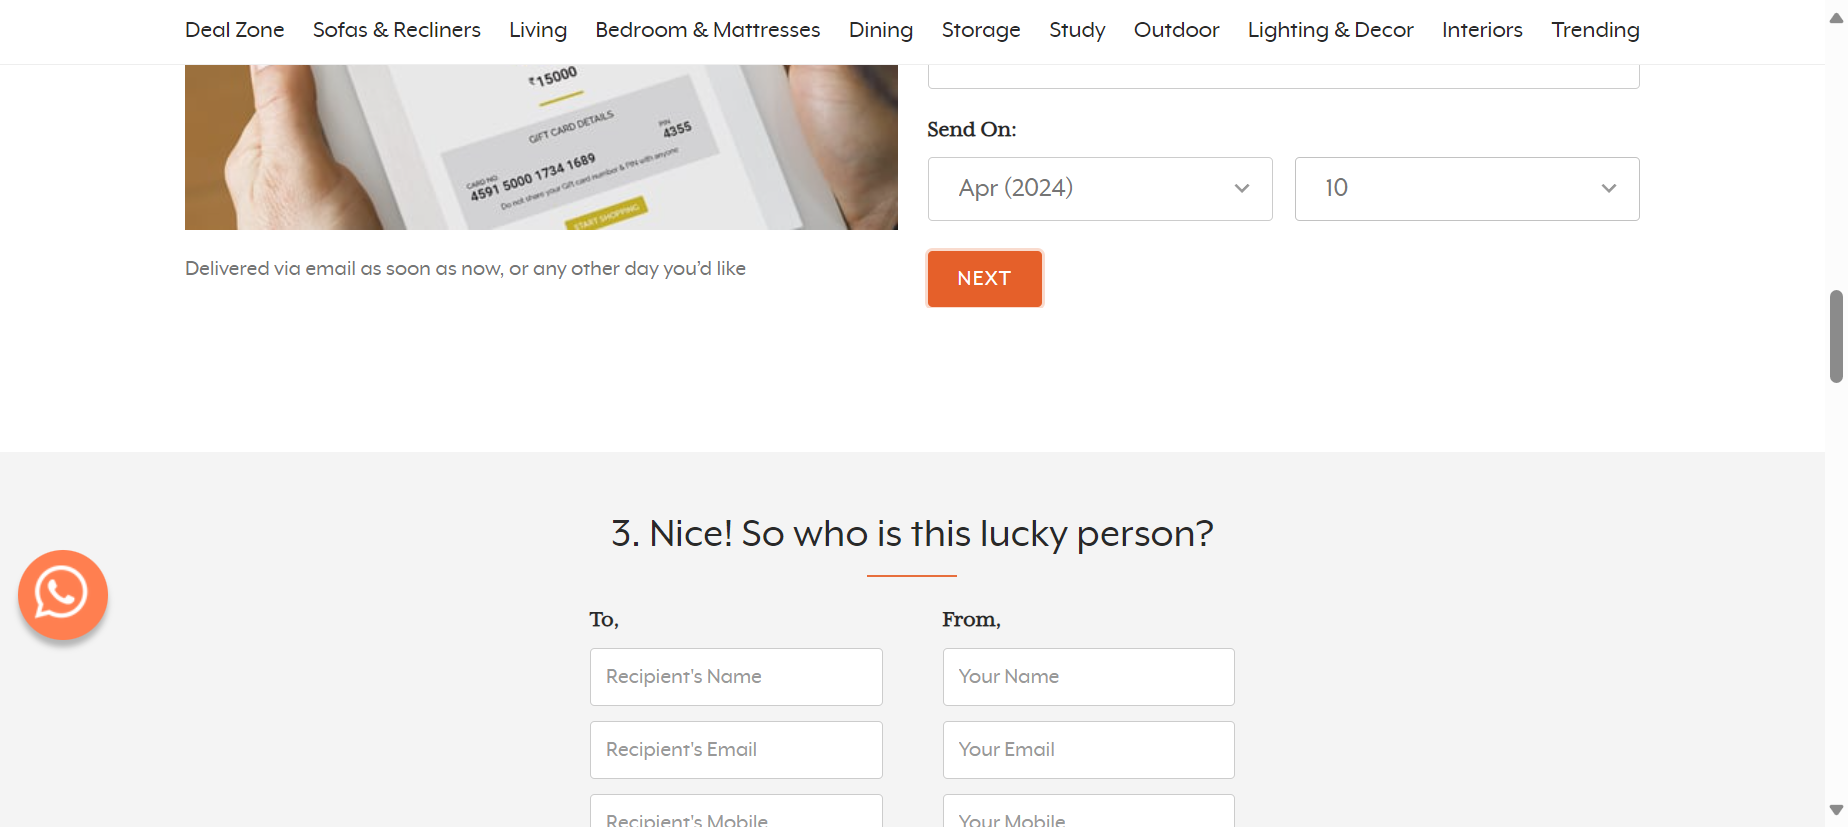 Deal Zone Sofas & Recliners Living Bedroom & Mattresses Dining Storage Study Outdoor Lighting & Decor Interiors Trending
₹15000
GIFT CARD DETAILS
CARD NO.
4591 5000 1734 1689
PIN
4355
Do not share your Gift card number & PIN with anyone
START SHOPPING
Delivered via email as soon as now, or any other day you’d like
Send On:
Apr (2024)
10
NEXT
3. Nice! So who is this lucky person?
To,
Recipient's Name
Recipient's Email
Recipient's Mobile
From,
Your Name
Your Email
Your Mobile